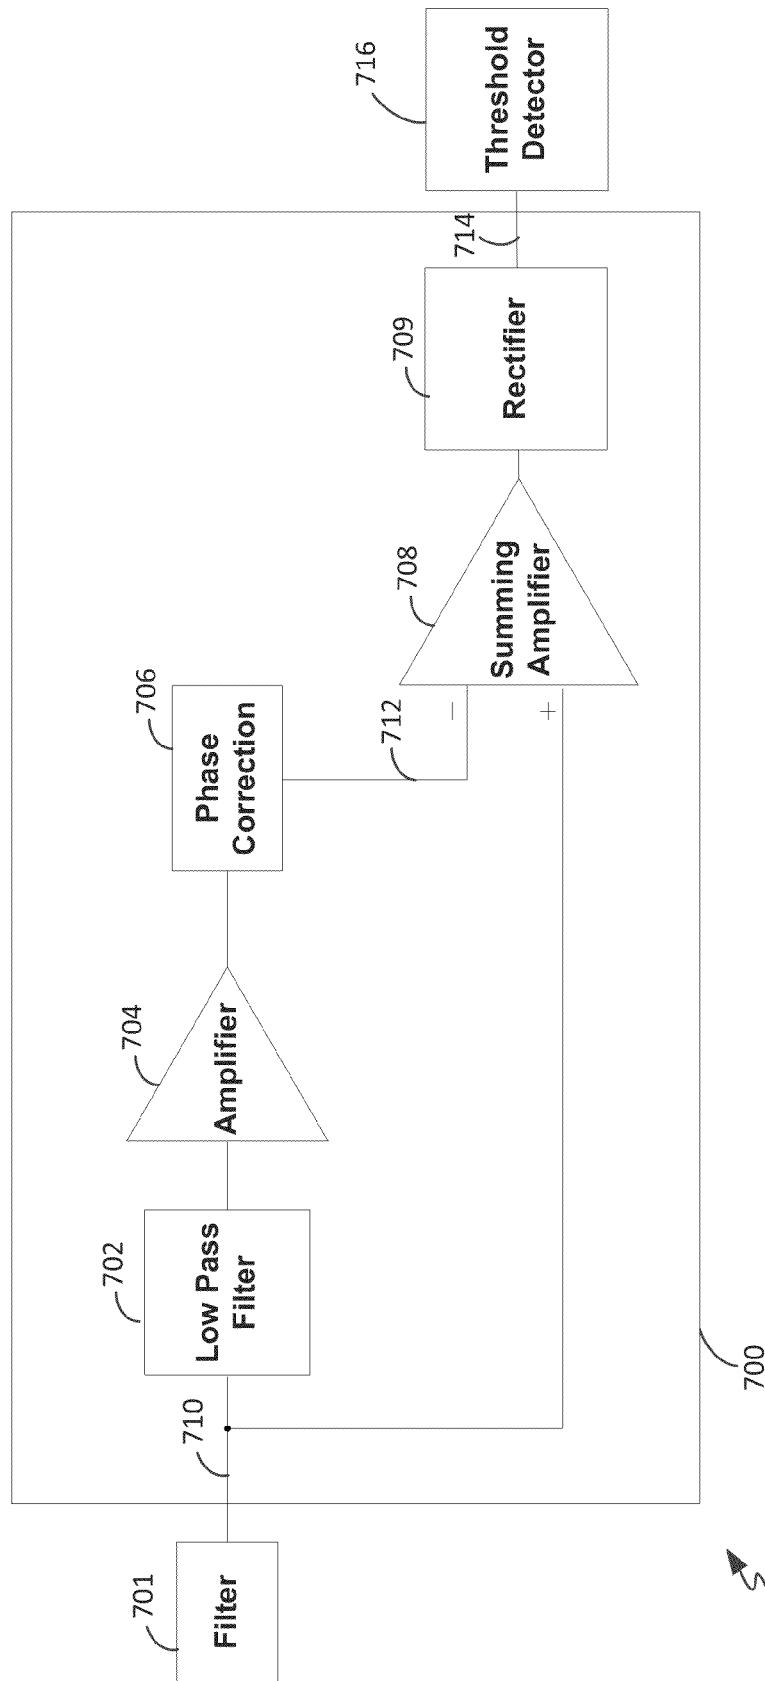 701
Filter
710
702
Low Pass
Filter
704
Amplifier
706
Phase
Correction
712
−
+
708
Summing
Amplifier
709
Rectifier
714
716
Threshold
Detector
700